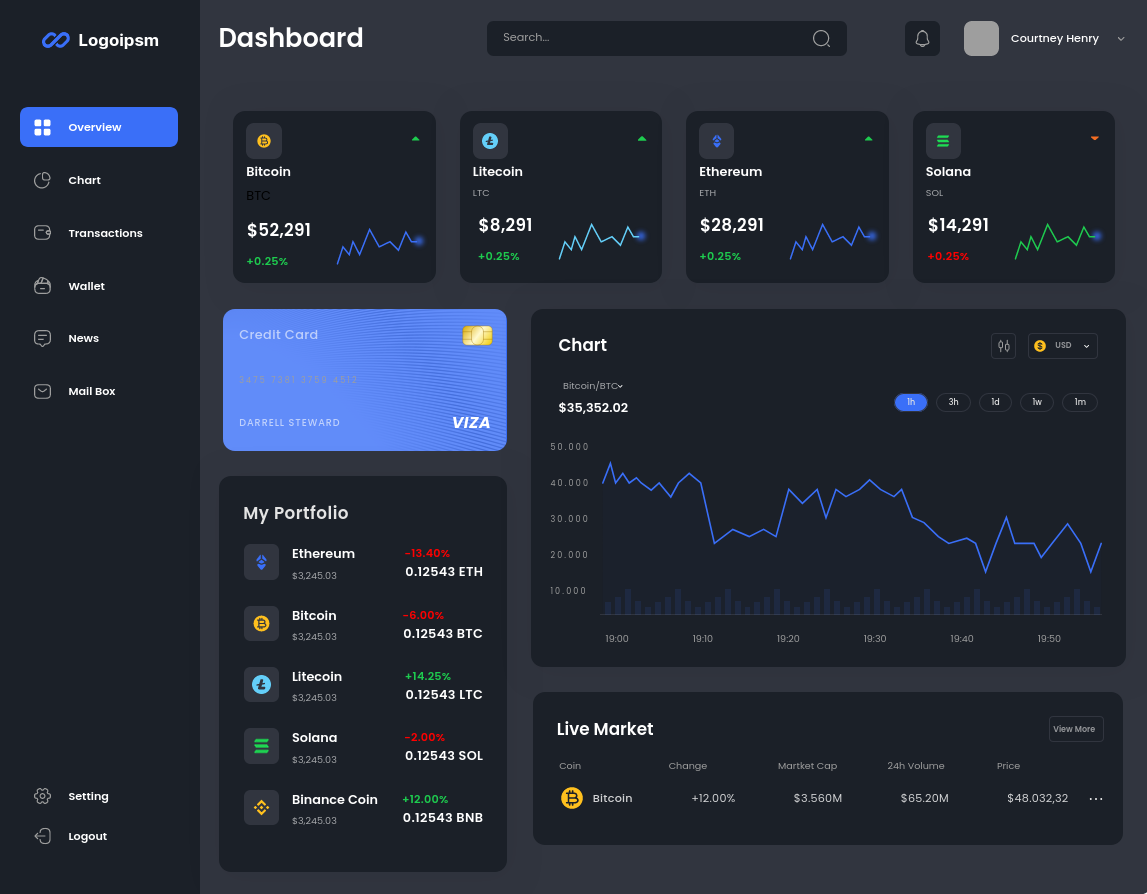 Logoipsm
Dashboard
Search...
Courtney Henry
Overview
Chart
Transactions
Wallet
News
Mail Box
Setting
Logout
Bitcoin
BTC
$52,291
+0.25%
Litecoin
LTC
$8,291
+0.25%
Ethereum
ETH
$28,291
+0.25%
Solana
SOL
$14,291
+0.25%
Credit Card
3475 7381 3759 4512
DARRELL STEWARD
VIZA
My Portfolio
Ethereum -13.40%
$3,245.03 0.12543 ETH
Bitcoin -6.00%
$3,245.03 0.12543 BTC
Litecoin +14.25%
$3,245.03 0.12543 LTC
Solana -2.00%
$3,245.03 0.12543 SOL
Binance Coin +12.00%
$3,245.03 0.12543 BNB
Chart
USD
Bitcoin/BTC
$35,352.02
1h 3h 1d 1w 1m
50.000
40.000
30.000
20.000
10.000
19:00 19:10 19:20 19:30 19:40 19:50
Live Market
View More
Coin Change Martket Cap 24h Volume Price
Bitcoin +12.00% $3.560M $65.20M $48.032,32 ...